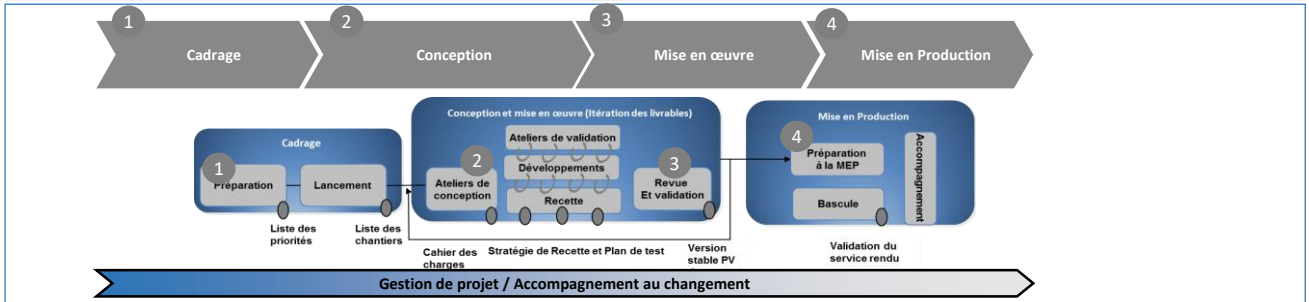 1
2
3
4
Cadrage
Conception
Mise en œuvre
Mise en Production
Conception et mise en œuvre (Itération des livrables)
Mise en Production
Cadrage
1
Préparation
Lancement
2
Ateliers de
conception
Ateliers de validation
Développements
Recette
3
Revue
Et validation
4
Préparation
à la MEP
Bascule
Accompagnement
Liste des
priorités
Liste des
chantiers
Cahier des
charges
Stratégie de Recette et Plan de test
Version
stable PV
Validation du
service rendu
Gestion de projet / Accompagnement au changement